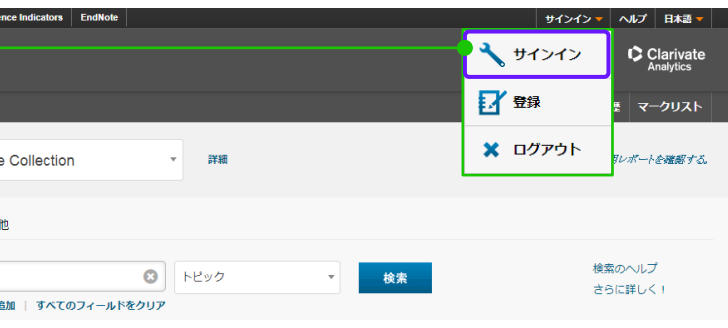 ence Indicators EndNote サインイン ヘルプ 日本語
サインイン
Clarivate
Analytics
登録
マークリスト
ログアウト
e Collection 詳細 レポートを確認する。
他
トピック 検索 検索のヘルプ
さらに詳しく!
追加 | すべてのフィールドをクリア